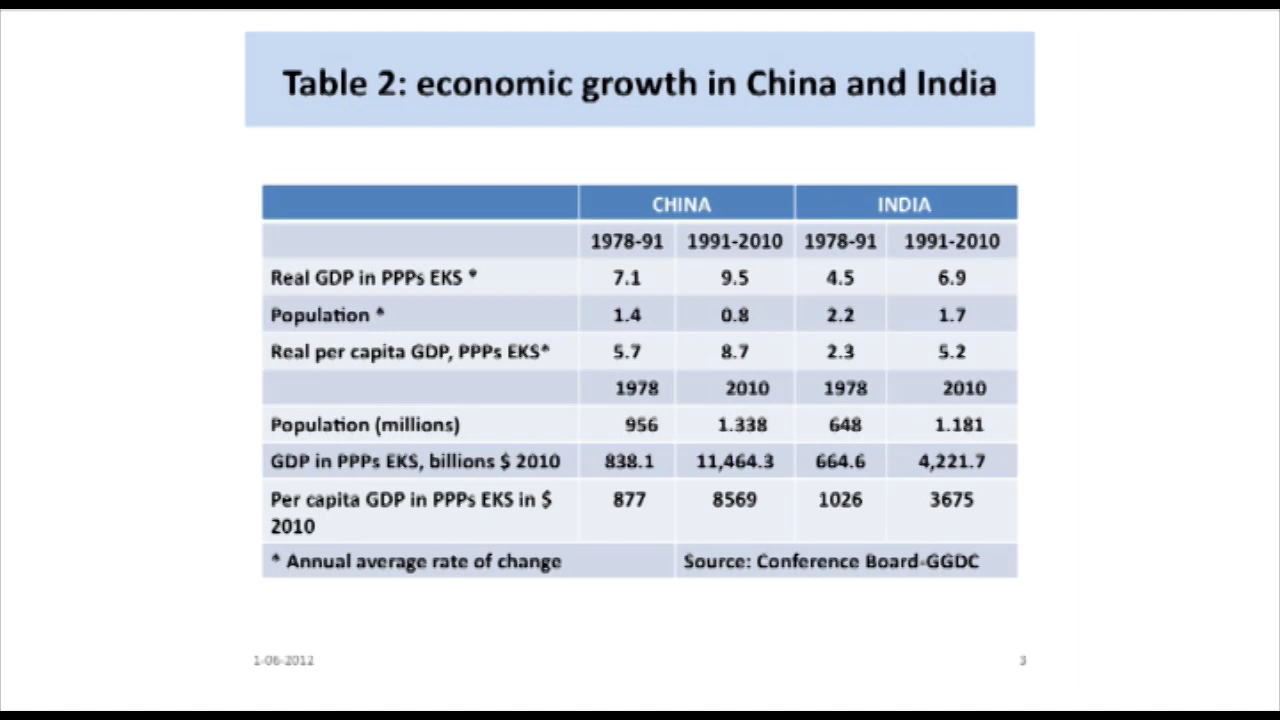 Table 2: economic growth in China and India
CHINA INDIA
1978-91 1991-2010 1978-91 1991-2010
Real GDP in PPPs EKS * 7.1 9.5 4.5 6.9
Population * 1.4 0.8 2.2 1.7
Real per capita GDP, PPPs EKS* 5.7 8.7 2.3 5.2
1978 2010 1978 2010
Population (millions) 956 1.338 648 1.181
GDP in PPPs EKS, billions $ 2010 838.1 11,464.3 664.6 4,221.7
Per capita GDP in PPPs EKS in $ 877 8569 1026 3675
2010
* Annual average rate of change Source: Conference Board-GGDC
1-06-2012 3